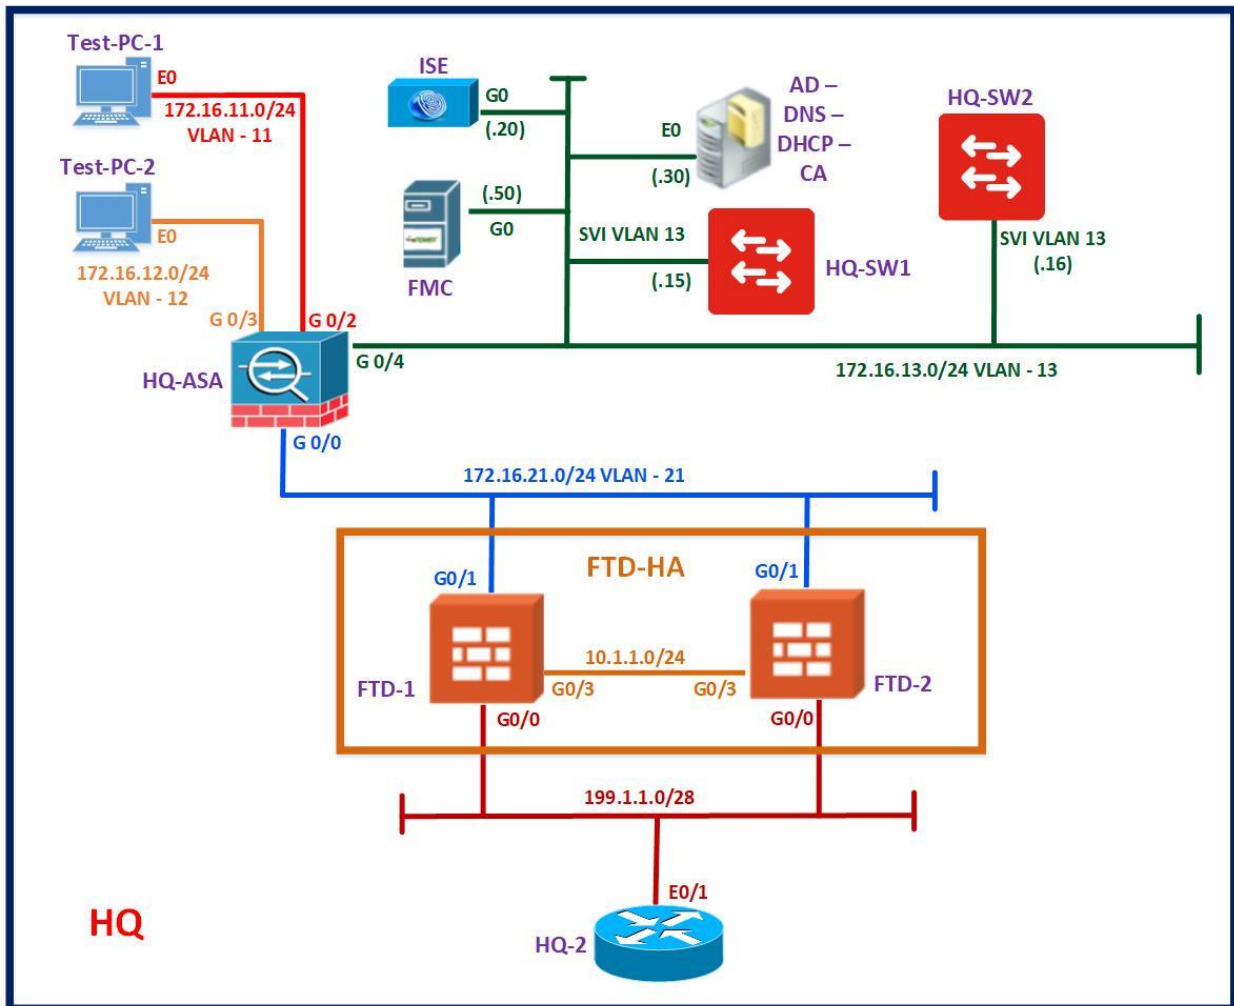 Test-PC-1
E0
172.16.11.0/24
VLAN - 11
Test-PC-2
E0
172.16.12.0/24
VLAN - 12
G 0/3
G 0/2
HQ-ASA
G 0/4
G 0/0
ISE
G0
(.20)
(.50)
G0
FMC
AD –
DNS –
DHCP –
CA
E0
(.30)
SVI VLAN 13
(.15)
HQ-SW1
HQ-SW2
SVI VLAN 13
(.16)
172.16.13.0/24 VLAN - 13
172.16.21.0/24 VLAN - 21
FTD-HA
G0/1
G0/1
10.1.1.0/24
FTD-1
G0/3
G0/3
FTD-2
G0/0
G0/0
199.1.1.0/28
E0/1
HQ
HQ-2